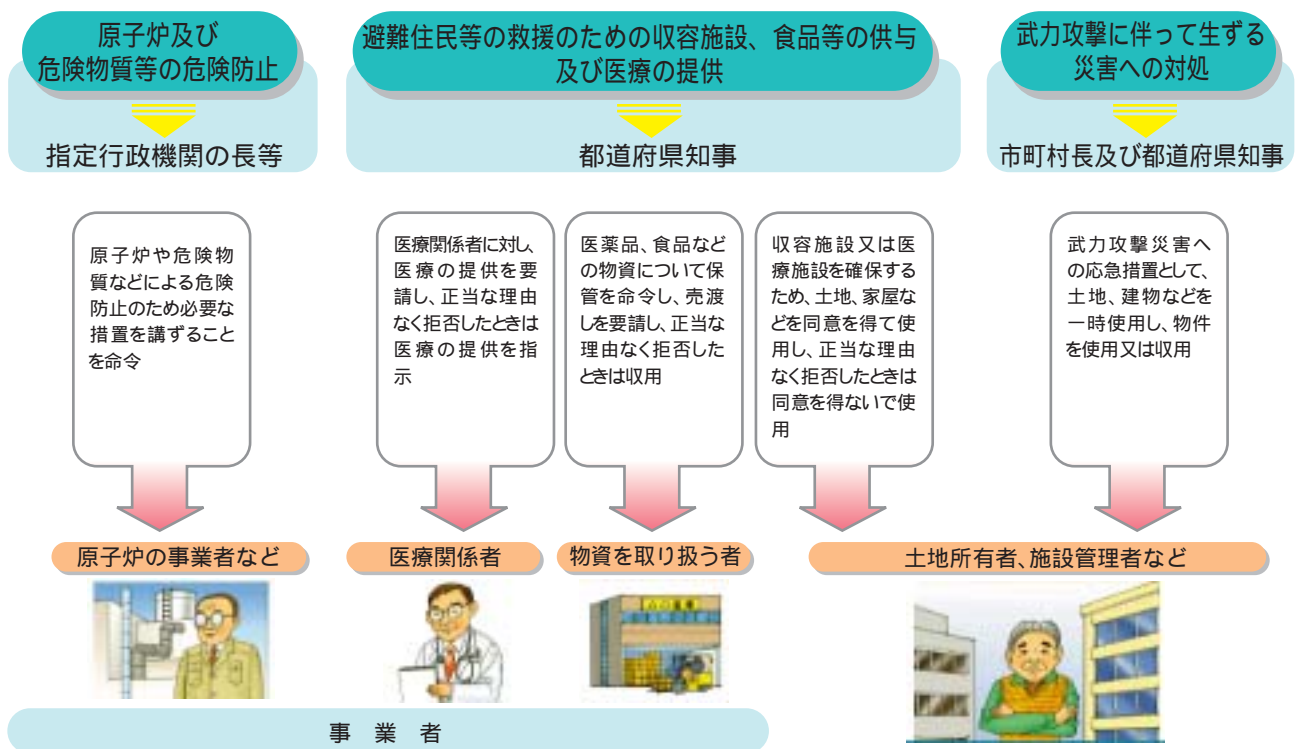 原子炉及び
危険物質等の危険防止
指定行政機関の長等
避難住民等の救援のための収容施設、食品等の供与
及び医療の提供
都道府県知事
武力攻撃に伴って生ずる
災害への対処
市町村長及び都道府県知事
原子炉や危険物
質などによる危険
防止のため必要な
措置を講ずること
を命令
医療関係者に対し、
医療の提供を要
請し、正当な理由
なく拒否したときは
医療の提供を指
示
医薬品、食品など
の物資について保
管を命令し、売渡
しを要請し、正当な
理由なく拒否した
ときは収用
収容施設又は医
療施設を確保する
ため、土地、家屋な
どを同意を得て使
用し、正当な理由
なく拒否したときは
同意を得ないで使
用
武力攻撃災害へ
の応急措置として、
土地、建物などを
一時使用し、物件
を使用又は収用
原子炉の事業者など
医療関係者
物資を取り扱う者
土地所有者、施設管理者など
事業者